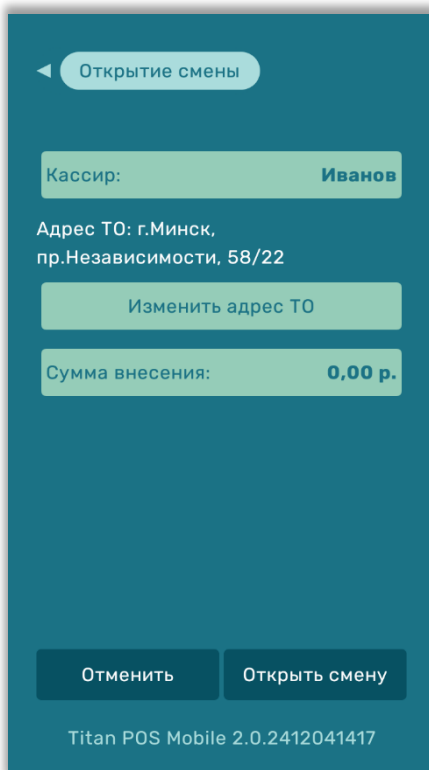 Открытие смены
Кассир: Иванов
Адрес ТО: г.Минск,
пр.Независимости, 58/22
Изменить адрес ТО
Сумма внесения: 0,00 р.
Отменить Открыть смену
Titan POS Mobile 2.0.2412041417